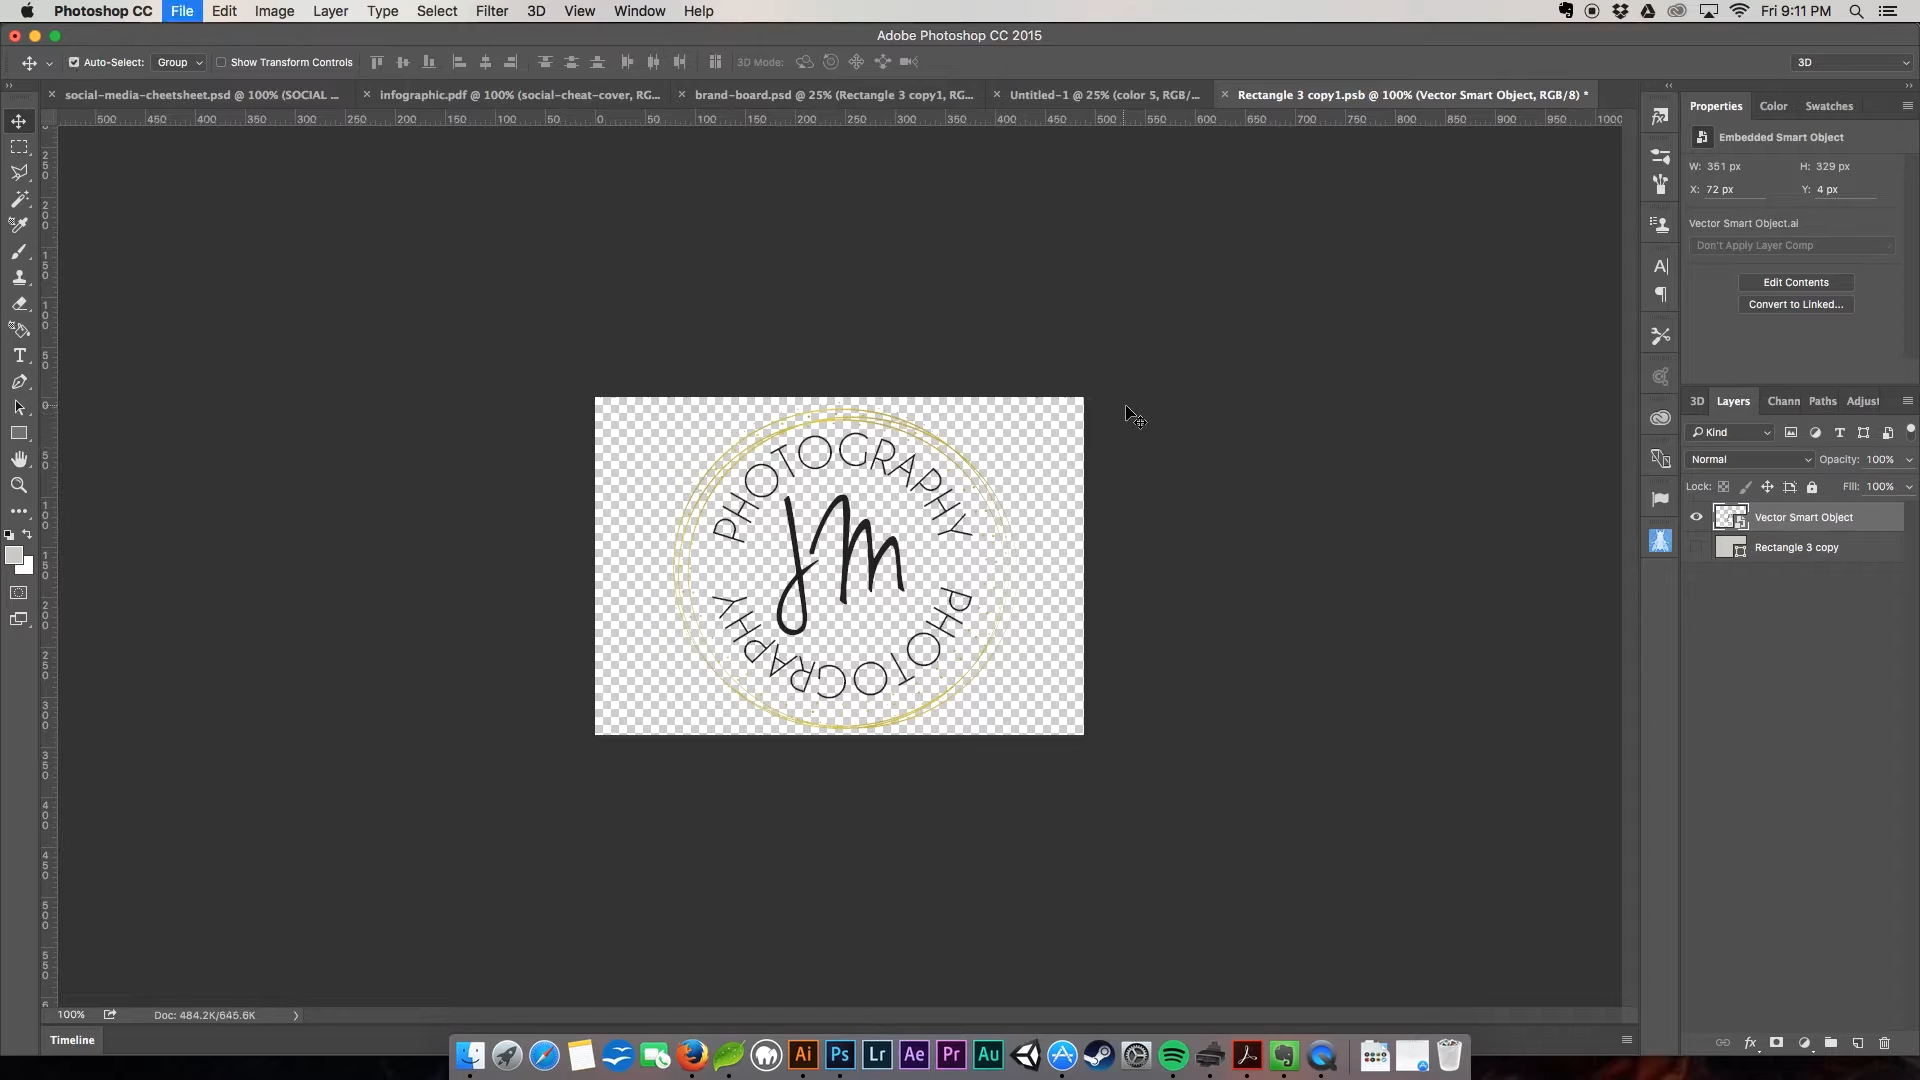 Photoshop CC File Edit Image Layer Type Select Filter 3D View Window Help Fri 9:11 PM
Adobe Photoshop CC 2015
Auto-Select: Group Show Transform Controls 3D Mode: 3D
social-media-cheetsheet.psd @ 100% (SOCIAL ... infographic.pdf @ 100% (social-cheat-cover, RG... brand-board.psd @ 25% (Rectangle 3 copy1, RG... Untitled-1 @ 25% (color 5, RGB/... Rectangle 3 copy1.psb @ 100% (Vector Smart Object, RGB/8) *
500 450 400 350 300 250 200 150 100 50 0 50 100 150 200 250 300 350 400 450 500 550 600 650 700 750 800 850 900 950 1000
Properties Color Swatches
Embedded Smart Object
W: 351 px H: 329 px
X: 72 px Y: 4 px
Vector Smart Object.ai
Don't Apply Layer Comp
Edit Contents
Convert to Linked...
3D Layers Chann Paths Adjust
Kind
Normal Opacity: 100%
Lock: Fill: 100%
Vector Smart Object
Rectangle 3 copy
PHOTOGRAPHY
JM
PHOTOGRAPHY
100% Doc: 484.2K/645.6K
Timeline
Ai Ps Lr Ae Pr Au